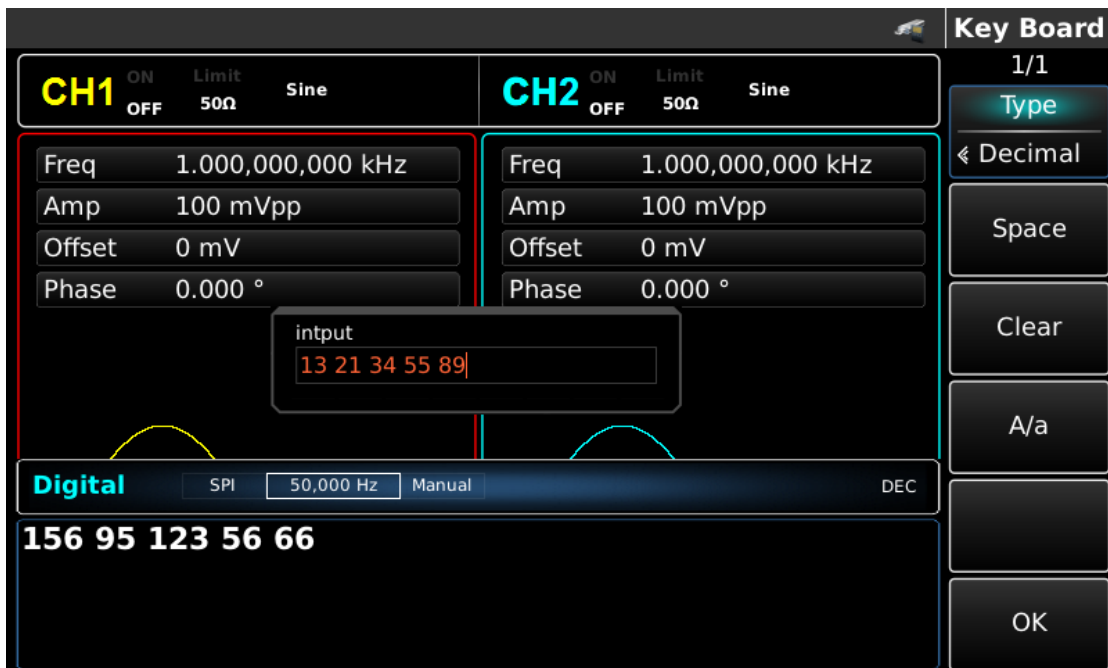 Key Board
1/1
CH1 ON OFF Limit 50Ω Sine
CH2 ON OFF Limit 50Ω Sine
Type
Decimal
Freq 1.000,000,000 kHz
Amp 100 mVpp
Offset 0 mV
Phase 0.000 °
Freq 1.000,000,000 kHz
Amp 100 mVpp
Offset 0 mV
Phase 0.000 °
Space
Clear
A/a
OK
intput
13 21 34 55 89
Digital SPI 50,000 Hz Manual DEC
156 95 123 56 66